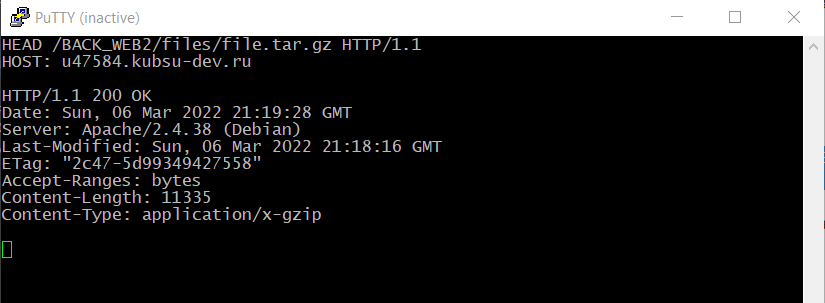 PuTTY (inactive)
HEAD /BACK_WEB2/files/file.tar.gz HTTP/1.1
HOST: u47584.kubsu-dev.ru
HTTP/1.1 200 OK
Date: Sun, 06 Mar 2022 21:19:28 GMT
Server: Apache/2.4.38 (Debian)
Last-Modified: Sun, 06 Mar 2022 21:18:16 GMT
ETag: "2c47-5d99349427558"
Accept-Ranges: bytes
Content-Length: 11335
Content-Type: application/x-gzip